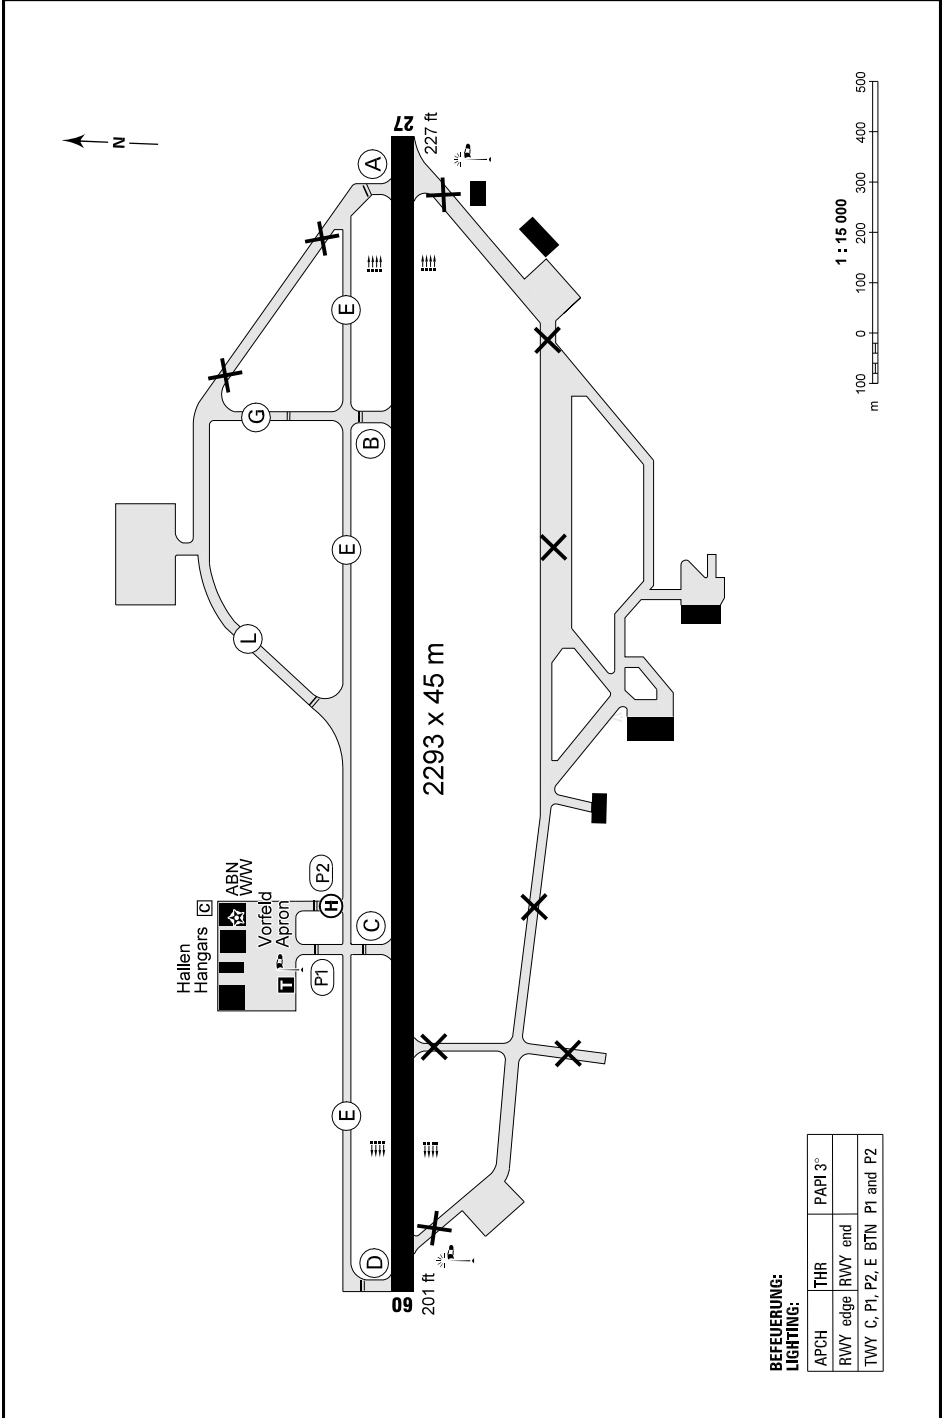 N
Hallen
Hangars
C
ABN
W/W
Vorfeld
Apron
T
L
G
P1
P2
H
E
E
E
D
C
B
A
09
27
201 ft
2293 x 45 m
227 ft
BEFEUERUNG:
LIGHTING:
APCH THR PAPI 3°
RWY edge RWY end
TWY C, P1, P2, E BTN P1 and P2
1 : 15 000
100 0 100 200 300 400 500
m